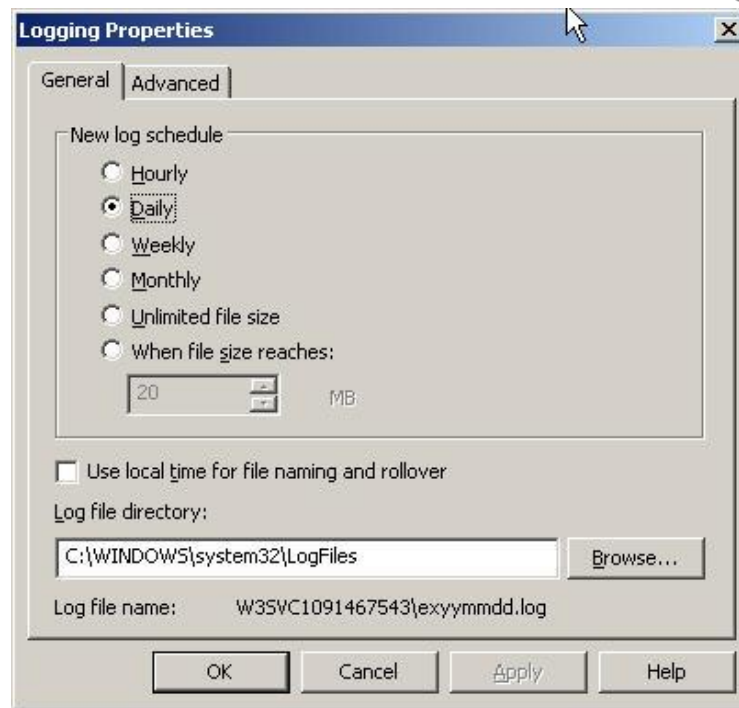 Logging Properties
General Advanced
New log schedule
Hourly
Daily
Weekly
Monthly
Unlimited file size
When file size reaches:
20 MB
Use local time for file naming and rollover
Log file directory:
C:\WINDOWS\system32\LogFiles Browse...
Log file name: W3SVC1091467543\exyymmdd.log
OK Cancel Apply Help